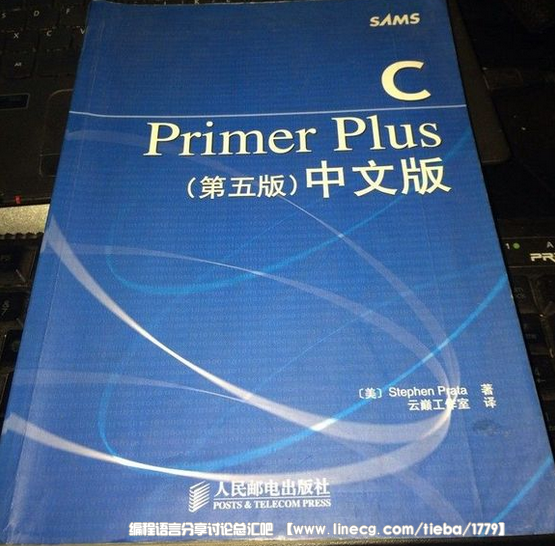 SAMS
C
Primer Plus
（第五版）中文版
〔美〕Stephen Prata 著
云巅工作室 译
人民邮电出版社
POSTS & TELECOM PRESS
编程语言分享讨论总汇吧 【www.linecg.com/tieba/1779】